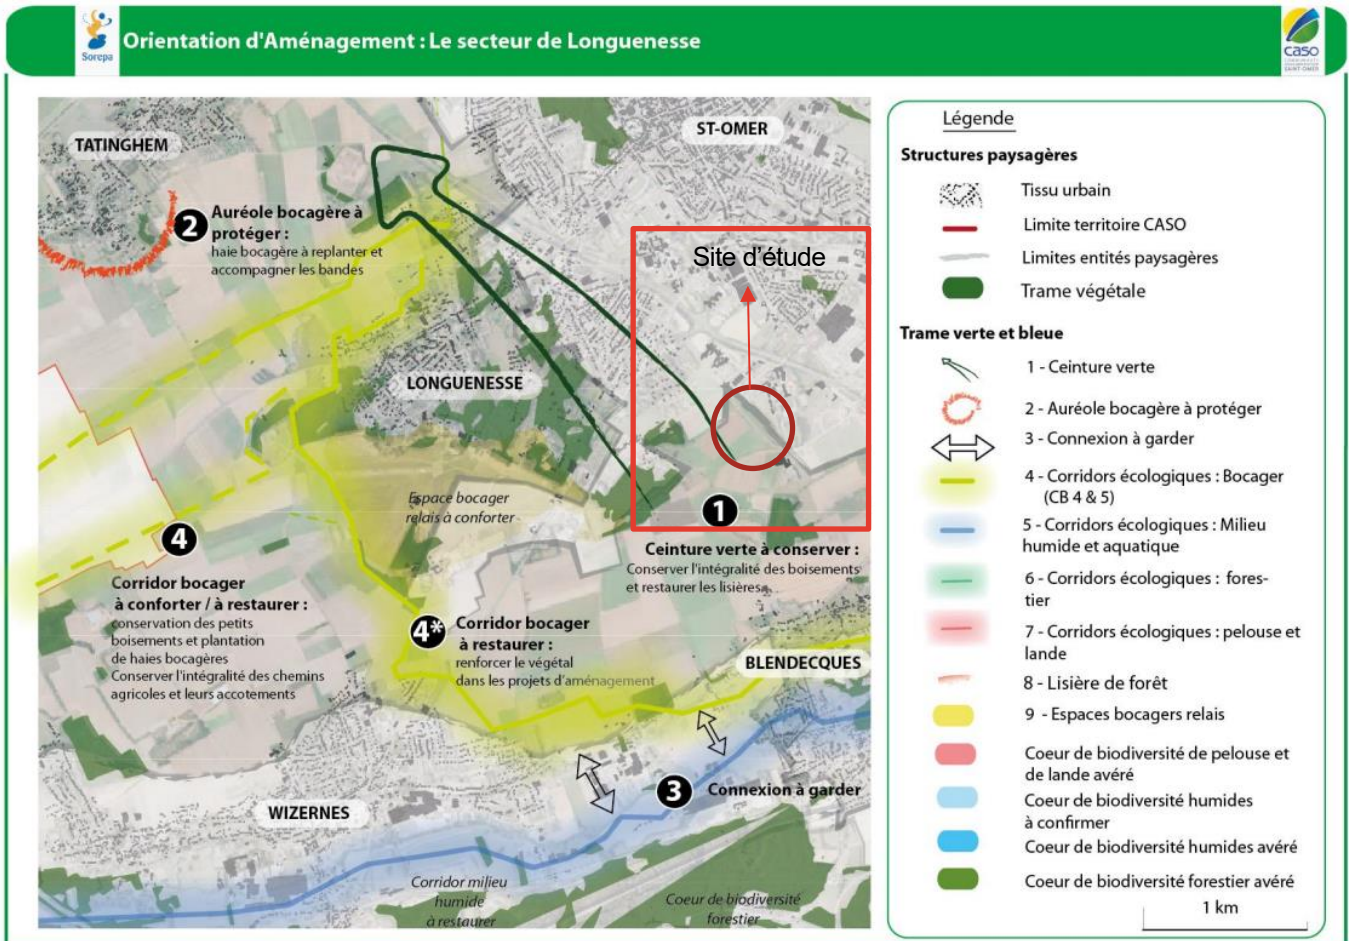 Sorepa
Orientation d'Aménagement : Le secteur de Longuenesse
CASO
SAINT-OMER
TATINGHEM
ST-OMER
2
Auréole bocagère à
protéger :
haie bocagère à replanter et
accompagner les bandes
Site d'étude
LONGUENESSE
Espace bocager
relais à conforter
1
Ceinture verte à conserver :
Conserver l'intégralité des boisements
et restaurer les lisières
4
Corridor bocager
à conforter / à restaurer :
conservation des petits
boisements et plantation
de haies bocagères
Conserver l'intégralité des chemins
agricoles et leurs accotements
4*
Corridor bocager
à restaurer :
renforcer le végétal
dans les projets d'aménagement
BLENDECQUES
3
Connexion à garder
WIZERNES
Corridor milieu
humide
à restaurer
Coeur de biodiversité
forestier
Légende
Structures paysagères
Tissu urbain
Limite territoire CASO
Limites entités paysagères
Trame végétale
Trame verte et bleue
1 - Ceinture verte
2 - Auréole bocagère à protéger
3 - Connexion à garder
4 - Corridors écologiques : Bocager
(CB 4 & 5)
5 - Corridors écologiques : Milieu
humide et aquatique
6 - Corridors écologiques : fores-
tier
7 - Corridors écologiques : pelouse et
lande
8 - Lisière de forêt
9 - Espaces bocagers relais
Coeur de biodiversité de pelouse et
de lande avéré
Coeur de biodiversité humides
à confirmer
Coeur de biodiversité humides avéré
Coeur de biodiversité forestier avéré
1 km